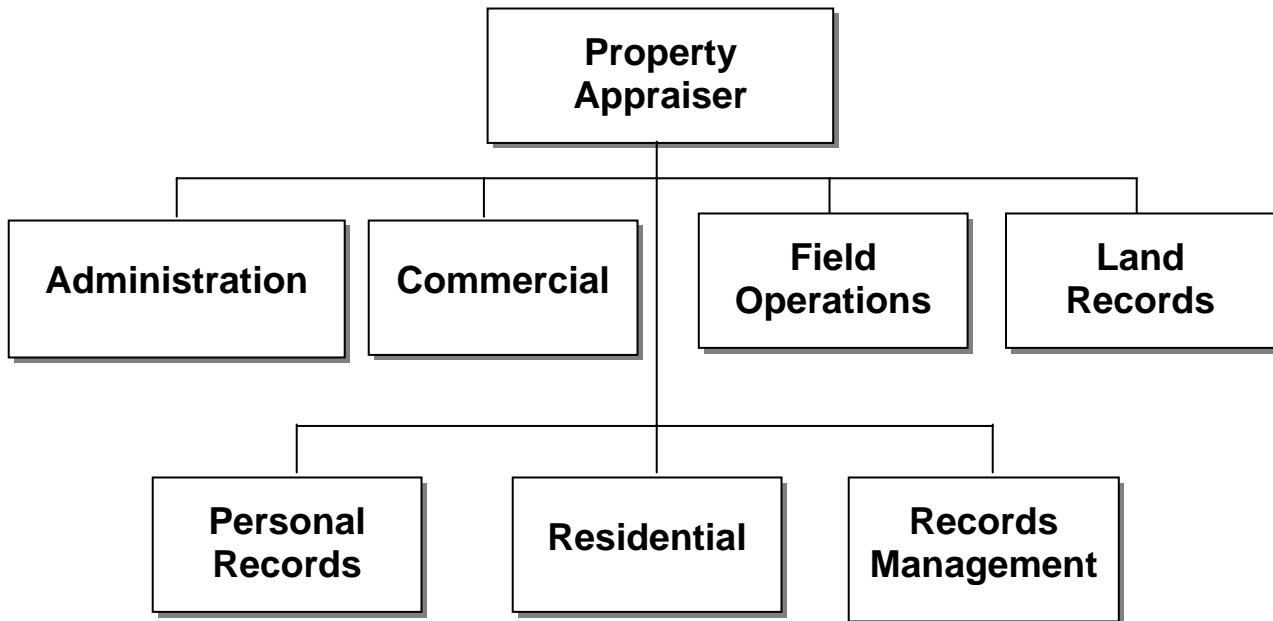 Property
Appraiser
Administration
Commercial
Field
Operations
Land
Records
Personal
Records
Residential
Records
Management